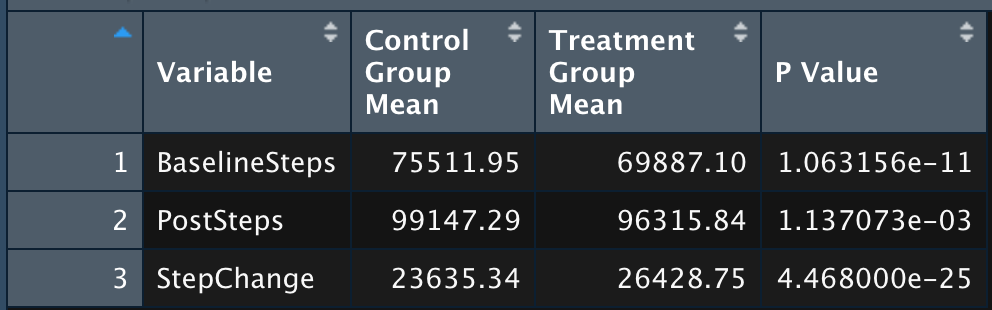 Variable Control Group Mean Treatment Group Mean P Value
1 BaselineSteps 75511.95 69887.10 1.063156e-11
2 PostSteps 99147.29 96315.84 1.137073e-03
3 StepChange 23635.34 26428.75 4.468000e-25